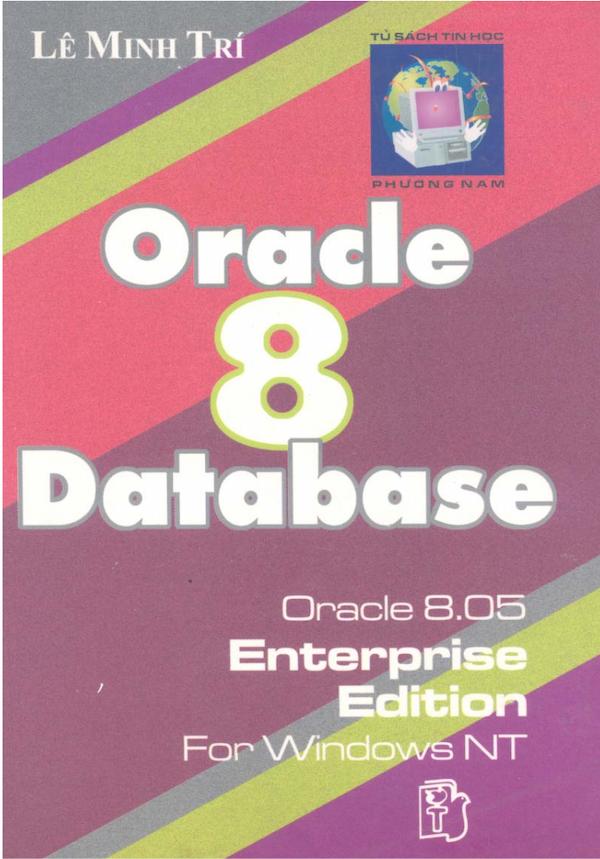 LÊ MINH TRÍ
TỦ SÁCH TIN HỌC
PHƯƠNG NAM
Oracle
8
Database
Oracle 8.05
Enterprise
Edition
For Windows NT